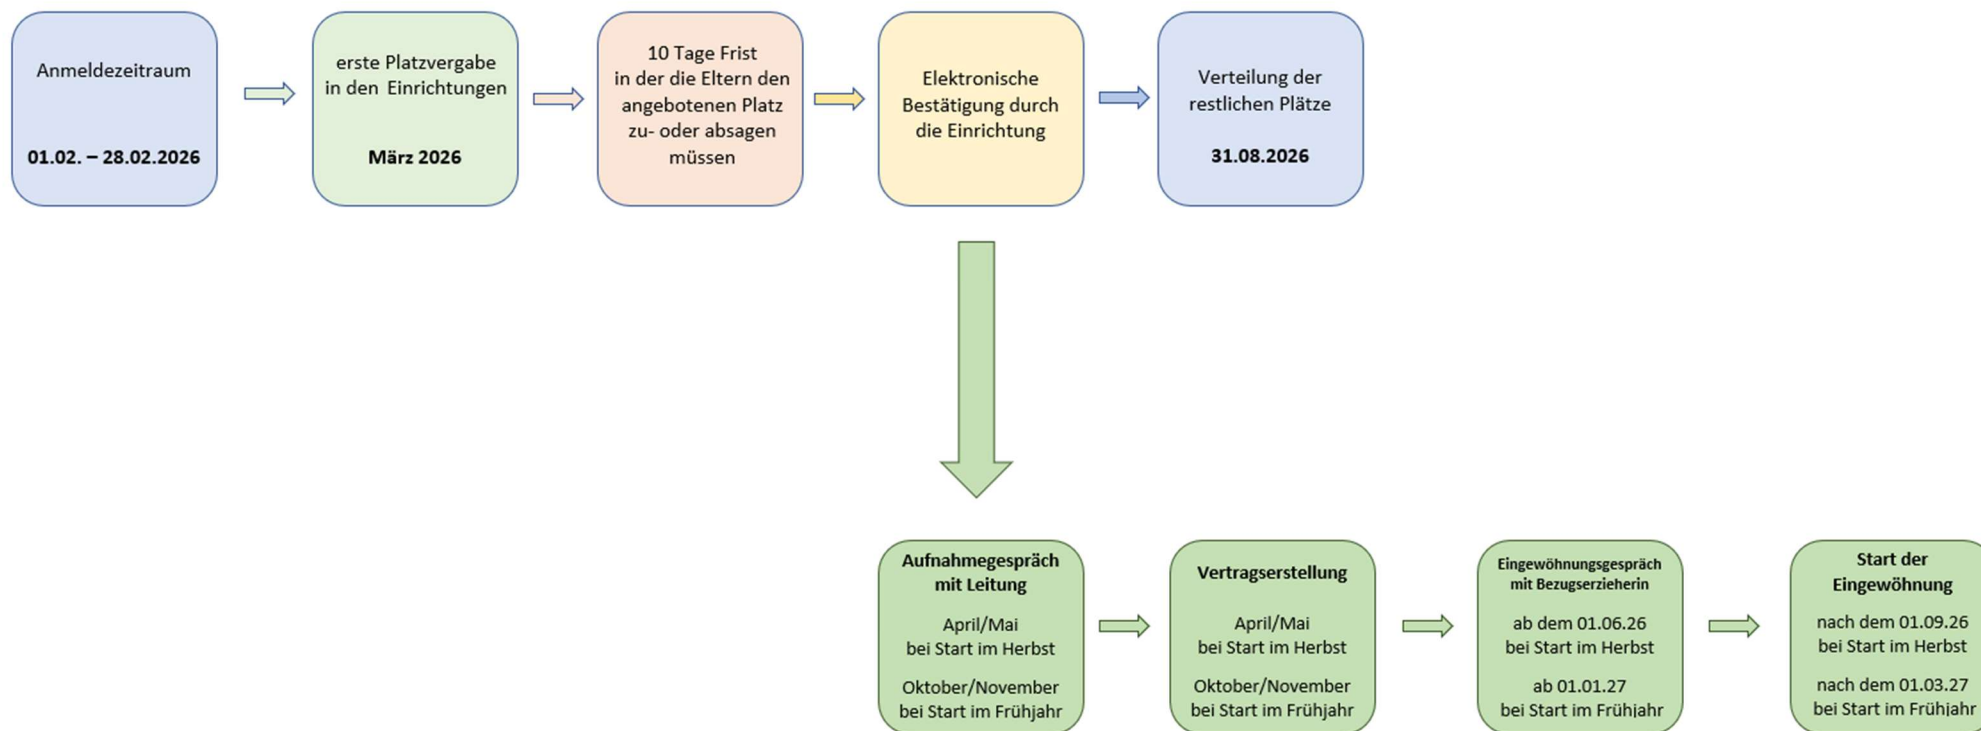 Anmeldezeitraum
01.02. – 28.02.2026
erste Platzvergabe
in den Einrichtungen
März 2026
10 Tage Frist
in der die Eltern den
angebotenen Platz
zu- oder absagen
müssen
Elektronische
Bestätigung durch
die Einrichtung
Verteilung der
restlichen Plätze
31.08.2026
Aufnahmegespräch
mit Leitung
April/Mai
bei Start im Herbst
Oktober/November
bei Start im Frühjahr
Vertragserstellung
April/Mai
bei Start im Herbst
Oktober/November
bei Start im Frühjahr
Eingewöhnungsgespräch
mit Bezugserzieherin
ab dem 01.06.26
bei Start im Herbst
ab 01.01.27
bei Start im Frühjahr
Start der
Eingewöhnung
nach dem 01.09.26
bei Start im Herbst
nach dem 01.03.27
bei Start im Frühjahr